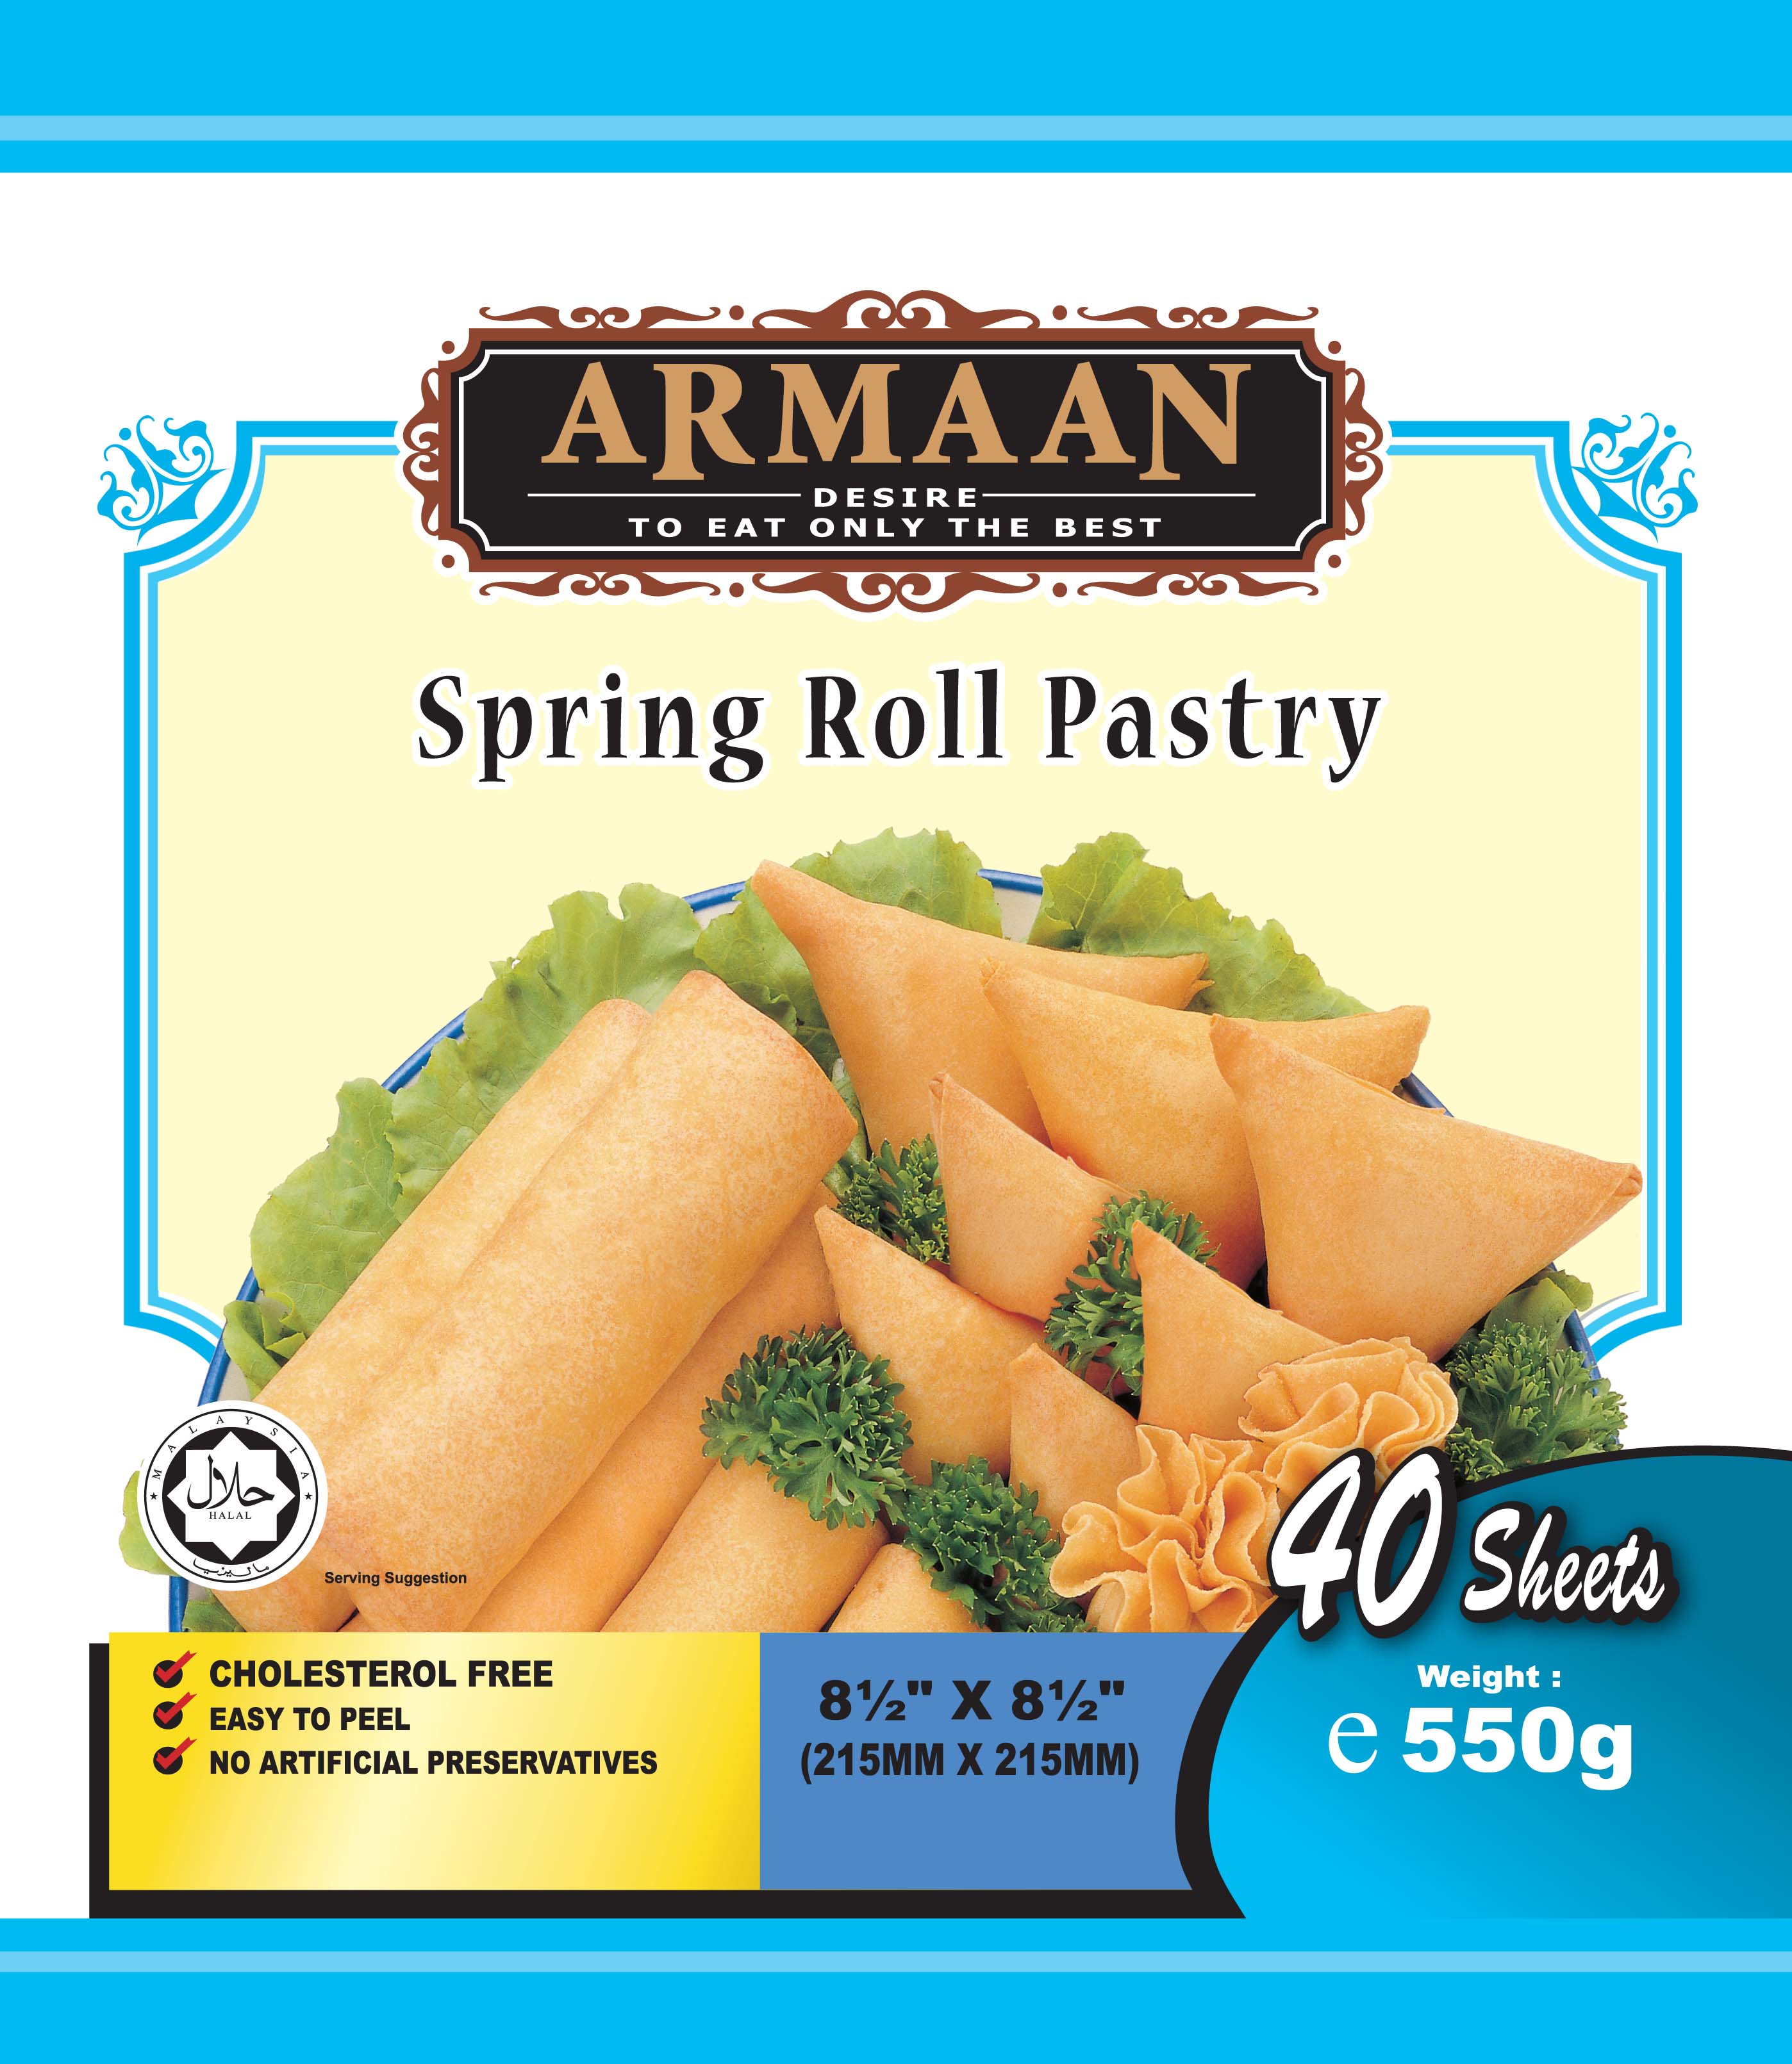 ARMAAN
DESIRE
TO EAT ONLY THE BEST
Spring Roll Pastry
MALAYSIA
حلال
HALAL
ماليزيا
Serving Suggestion
40 Sheets
CHOLESTEROL FREE
EASY TO PEEL
NO ARTIFICIAL PRESERVATIVES
8½" X 8½"
(215MM X 215MM)
Weight :
e 550g